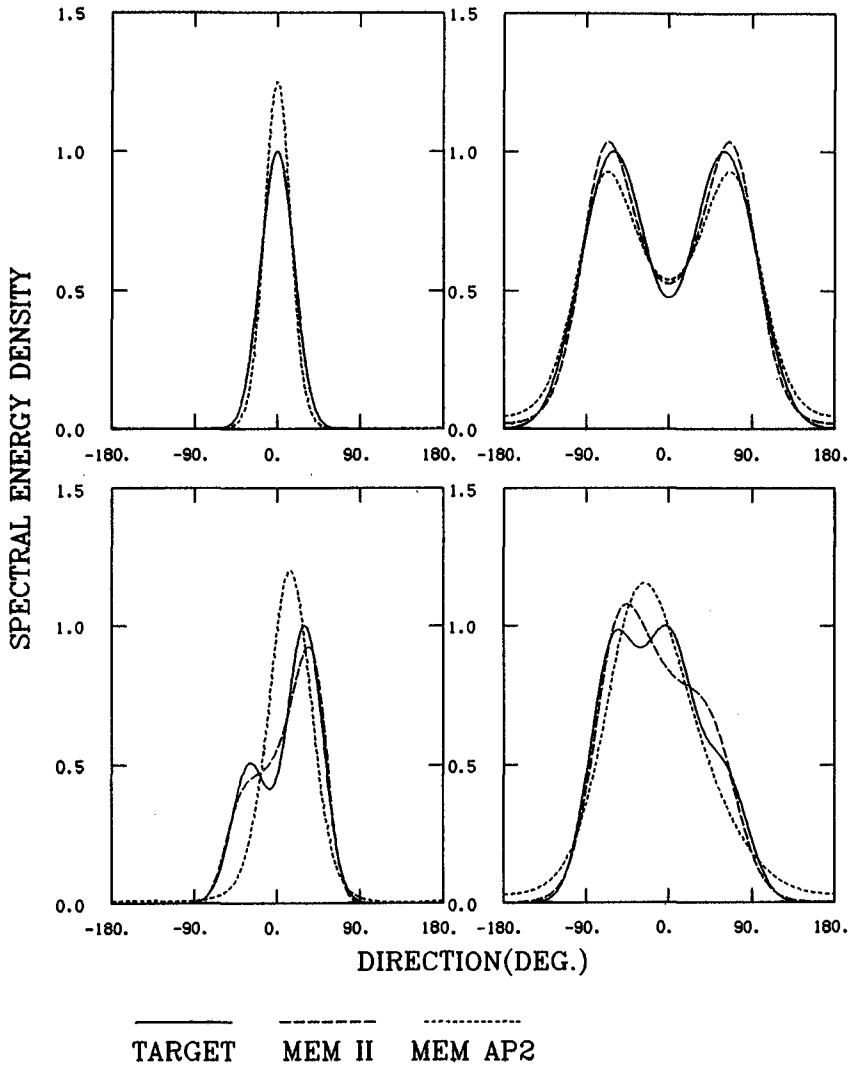 1.5 1.5
1.0 1.0
0.5 0.5
0.0 0.0
-180. -90. 0. 90. 180. -180. -90. 0. 90. 180.
SPECTRAL ENERGY DENSITY
1.5 1.5
1.0 1.0
0.5 0.5
0.0 0.0
-180. -90. 0. 90. 180. -180. -90. 0. 90. 180.
DIRECTION(DEG.)
TARGET MEM II MEM AP2